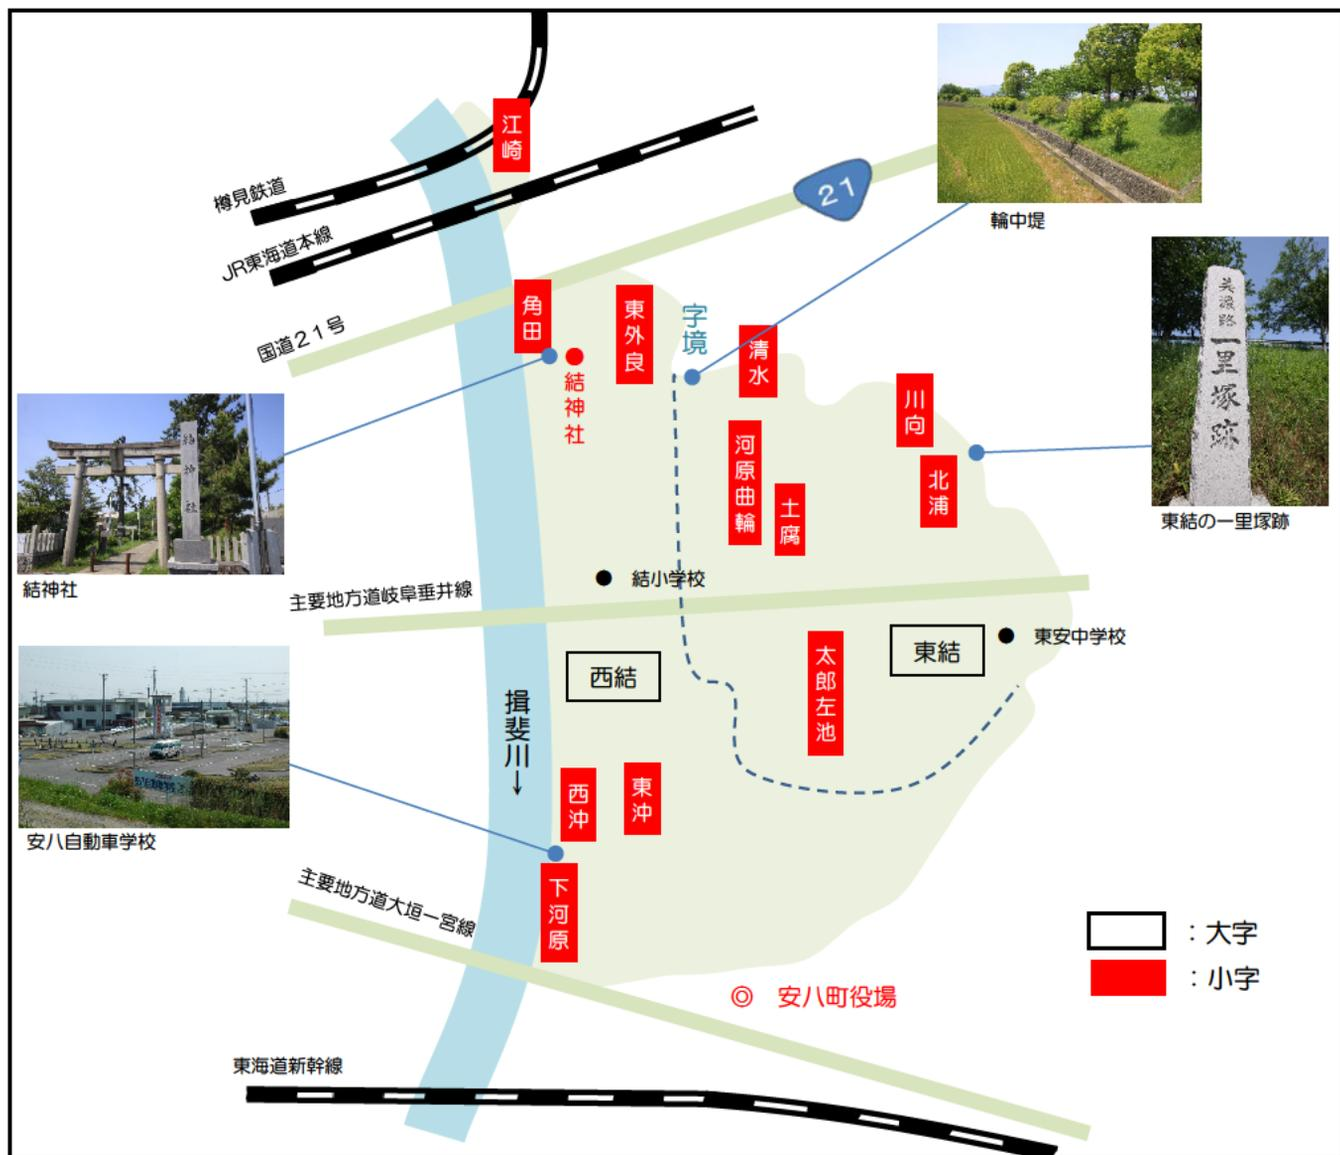 江崎
樽見鉄道
JR東海道本線
21
国道21号
輪中堤
角田
東外良
字境
清水
川向
北浦
美濃路一里塚跡
東結の一里塚跡
結神社
結神社
結神社
河原曲輪
土腐
結小学校
主要地方道岐阜垂井線
東安中学校
東結
西結
太郎左池
揖斐川→
西沖
東沖
安八自動車学校
下河原
主要地方道大垣一宮線
：大字
：小字
◎ 安八町役場
東海道新幹線